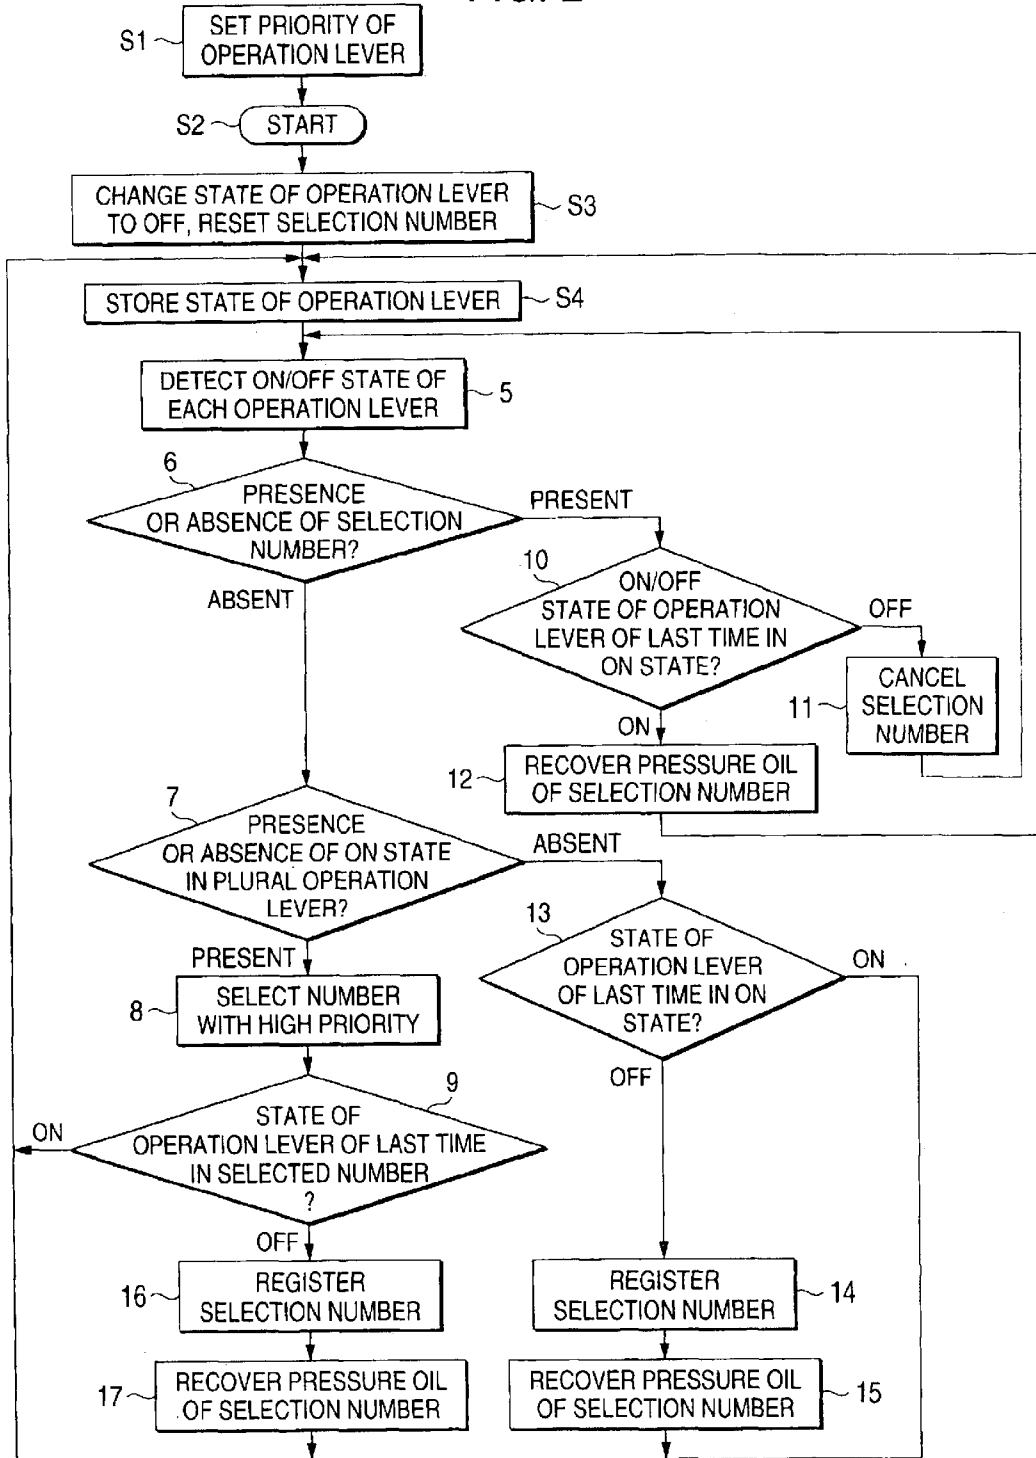 S1
SET PRIORITY OF
OPERATION LEVER
S2
START
CHANGE STATE OF OPERATION LEVER
TO OFF, RESET SELECTION NUMBER
S3
STORE STATE OF OPERATION LEVER
S4
DETECT ON/OFF STATE OF
EACH OPERATION LEVER
5
6
PRESENCE
OR ABSENCE OF SELECTION
NUMBER?
PRESENT
ABSENT
10
ON/OFF
STATE OF OPERATION
LEVER OF LAST TIME IN
ON STATE?
OFF
ON
11
CANCEL
SELECTION
NUMBER
12
RECOVER PRESSURE OIL
OF SELECTION NUMBER
7
PRESENCE
OR ABSENCE OF ON STATE
IN PLURAL OPERATION
LEVER?
ABSENT
PRESENT
13
STATE OF
OPERATION LEVER
OF LAST TIME IN ON
STATE?
ON
OFF
8
SELECT NUMBER
WITH HIGH PRIORITY
9
STATE OF
OPERATION LEVER OF LAST TIME
IN SELECTED NUMBER
?
ON
OFF
16
REGISTER
SELECTION NUMBER
REGISTER
SELECTION NUMBER
14
17
RECOVER PRESSURE OIL
OF SELECTION NUMBER
RECOVER PRESSURE OIL
OF SELECTION NUMBER
15